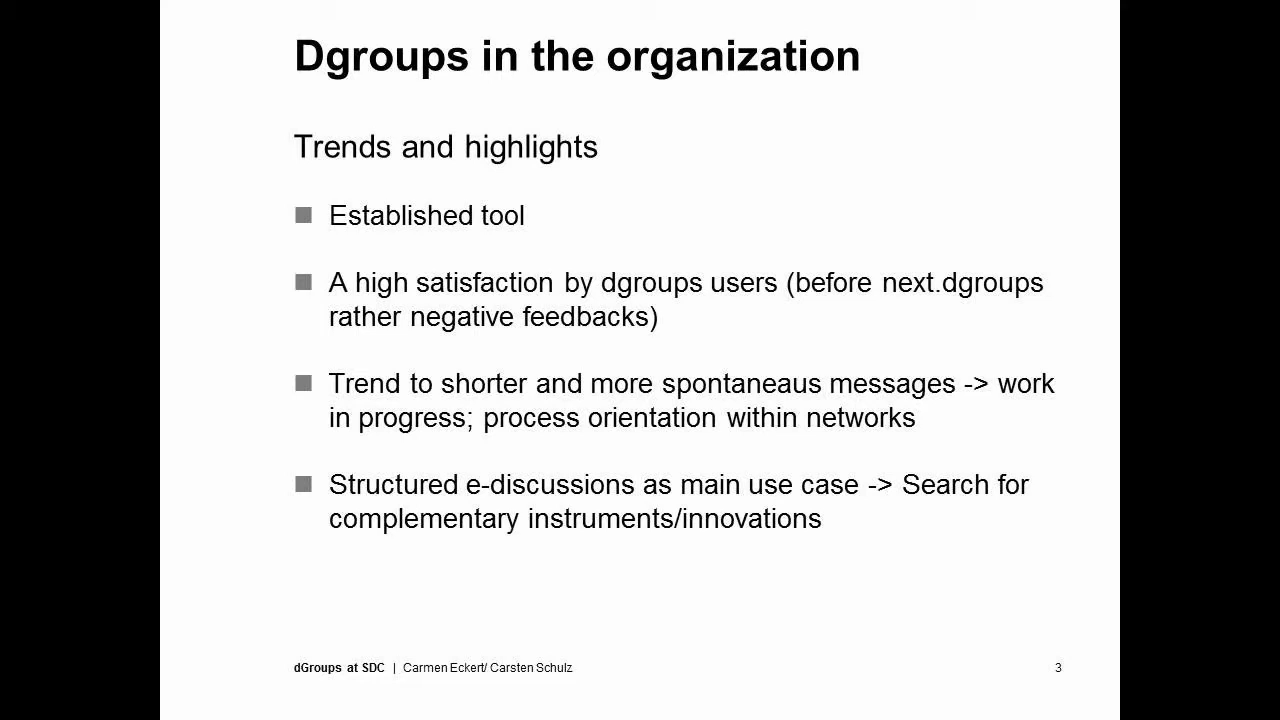 Dgroups in the organization
Trends and highlights
Established tool
A high satisfaction by dgroups users (before next.dgroups
rather negative feedbacks)
Trend to shorter and more spontaneaus messages -> work
in progress; process orientation within networks
Structured e-discussions as main use case -> Search for
complementary instruments/innovations
dGroups at SDC | Carmen Eckert/ Carsten Schulz
3